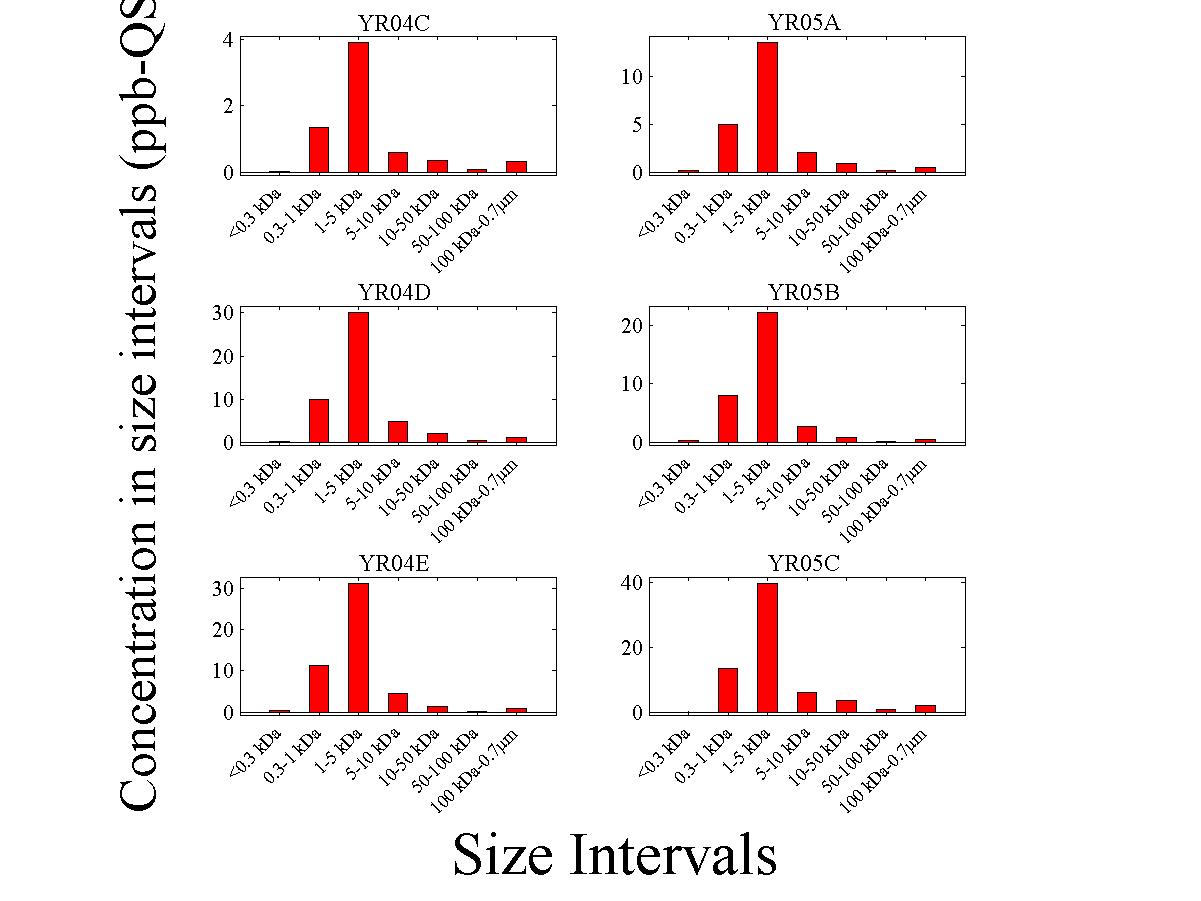 Concentration in size intervals (ppb-QS
YR04C
4
2
0
<0.3 kDa
0.3-1 kDa
1-5 kDa
5-10 kDa
10-50 kDa
50-100 kDa
100 kDa-0.7µm
YR05A
10
5
0
<0.3 kDa
0.3-1 kDa
1-5 kDa
5-10 kDa
10-50 kDa
50-100 kDa
100 kDa-0.7µm
YR04D
30
20
10
0
<0.3 kDa
0.3-1 kDa
1-5 kDa
5-10 kDa
10-50 kDa
50-100 kDa
100 kDa-0.7µm
YR05B
20
10
0
<0.3 kDa
0.3-1 kDa
1-5 kDa
5-10 kDa
10-50 kDa
50-100 kDa
100 kDa-0.7µm
YR04E
30
20
10
0
<0.3 kDa
0.3-1 kDa
1-5 kDa
5-10 kDa
10-50 kDa
50-100 kDa
100 kDa-0.7µm
YR05C
40
20
0
<0.3 kDa
0.3-1 kDa
1-5 kDa
5-10 kDa
10-50 kDa
50-100 kDa
100 kDa-0.7µm
Size Intervals